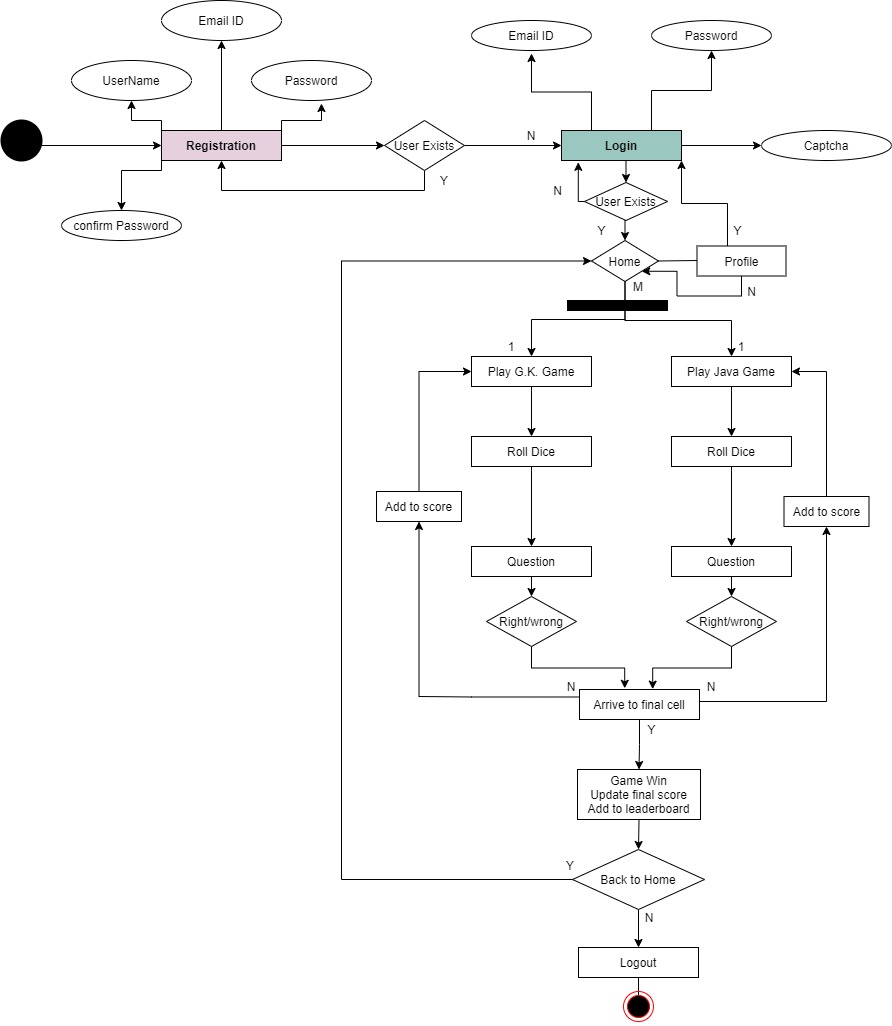 Email ID
Email ID
Password
UserName
Password
Registration
User Exists
N
Login
Captcha
Y
N
User Exists
confirm Password
Y
Y
Home
Profile
M
N
1
1
Play G.K. Game
Play Java Game
Roll Dice
Roll Dice
Add to score
Add to score
Question
Question
Right/wrong
Right/wrong
N
N
Arrive to final cell
Y
Game Win
Update final score
Add to leaderboard
Y
Back to Home
N
Logout